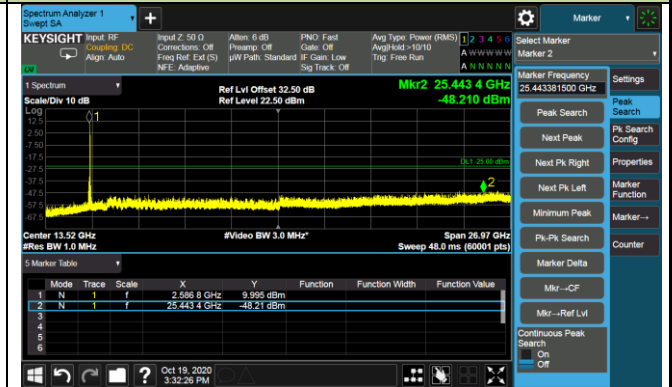 Spectrum Analyzer 1
Swept SA
+
Marker
KEYSIGHT
Input: RF
Coupling: DC
Align: Auto
Input Z: 50 Ω
Corrections: Off
Freq Ref: Ext (S)
NFE: Adaptive
Atten: 6 dB
Preamp: Off
µW Path: Standard
PNO: Fast
Gate: Off
IF Gain: Low
Sig Track: Off
Avg Type: Power (RMS)
Avg|Hold:>10/10
Trig: Free Run
1 2 3 4 5 6
A W W W W W
A N N N N N
Select Marker
Marker 2
1 Spectrum
Scale/Div 10 dB
Ref Lvl Offset 32.50 dB
Ref Level 22.50 dBm
Mkr2 25.443 4 GHz
-48.210 dBm
Log
12.5
2.50
-7.50
-17.5
-27.5
-37.5
-47.5
-57.5
-67.5
1
DL1 -25.00 dBm
2
Center 13.52 GHz
#Res BW 1.0 MHz
#Video BW 3.0 MHz*
Span 26.97 GHz
Sweep 48.0 ms (60001 pts)
5 Marker Table
Mode Trace Scale X Y Function Function Width Function Value
1 N 1 f 2.586 8 GHz 9.995 dBm
2 N 1 f 25.443 4 GHz -48.21 dBm
3
4
5
6
Marker Frequency
25.443381500 GHz
Peak Search
Next Peak
Next Pk Right
Next Pk Left
Minimum Peak
Pk-Pk Search
Marker Delta
Mkr→CF
Mkr→Ref Lvl
Continuous Peak
Search
On
Off
Settings
Peak
Search
Pk Search
Config
Properties
Marker
Function
Marker→
Counter
?
Oct 19, 2020
3:32:26 PM